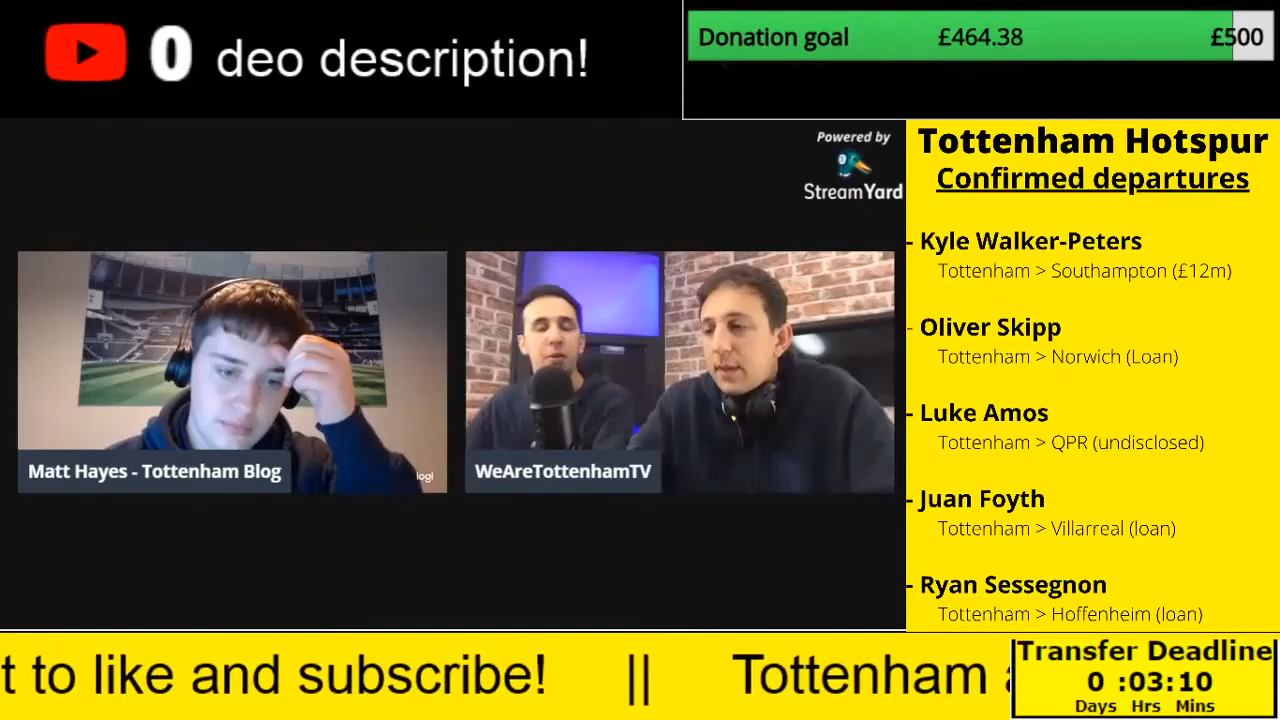 0 deo description!
Donation goal £464.38 £500
Powered by
StreamYard
Tottenham Hotspur
Confirmed departures
- Kyle Walker-Peters
Tottenham > Southampton (£12m)
- Oliver Skipp
Tottenham > Norwich (Loan)
- Luke Amos
Tottenham > QPR (undisclosed)
- Juan Foyth
Tottenham > Villarreal (loan)
- Ryan Sessegnon
Tottenham > Hoffenheim (loan)
Matt Hayes - Tottenham Blog
logi
WeAreTottenhamTV
t to like and subscribe! || Tottenham a
Transfer Deadline
0 :03:10
Days Hrs Mins